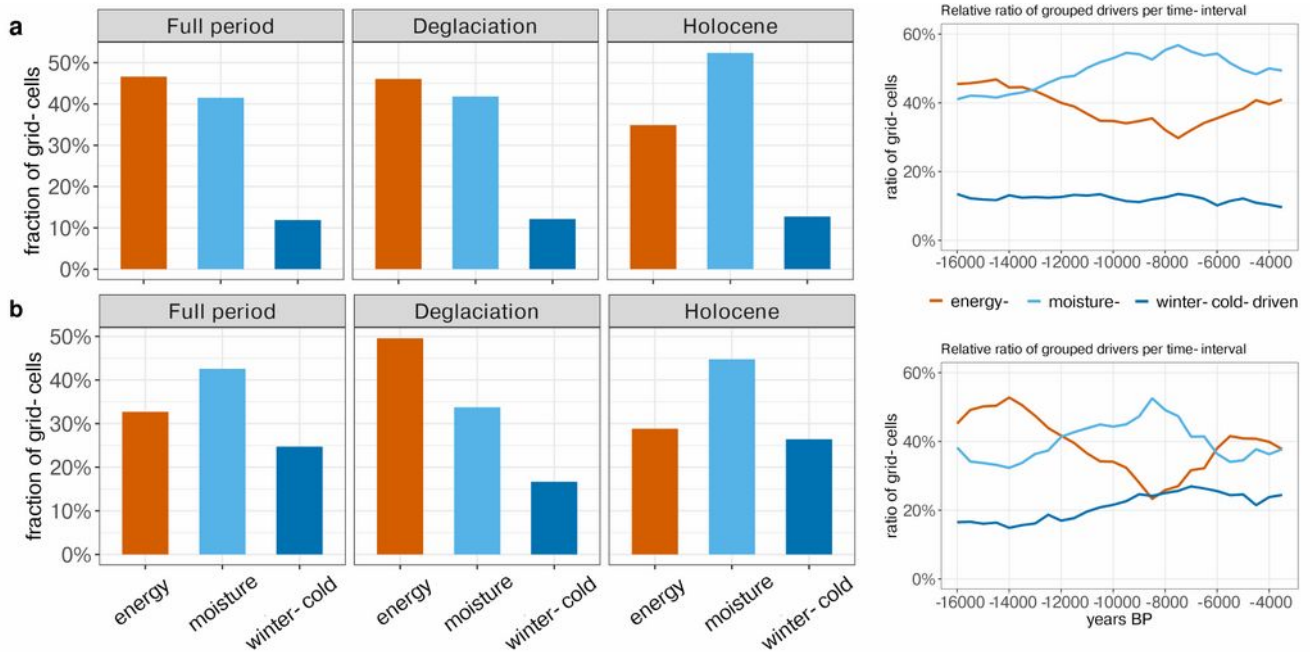 a
Full period
Deglaciation
Holocene
fraction of grid- cells
50%
40%
30%
20%
10%
0%
Relative ratio of grouped drivers per time- interval
ratio of grid- cells
60%
40%
20%
0%
-16000 -14000 -12000 -10000 -8000 -6000 -4000
energy- moisture- winter- cold- driven
b
Full period
Deglaciation
Holocene
fraction of grid- cells
50%
40%
30%
20%
10%
0%
energy moisture winter- cold
energy moisture winter- cold
energy moisture winter- cold
Relative ratio of grouped drivers per time- interval
ratio of grid- cells
60%
40%
20%
0%
-16000 -14000 -12000 -10000 -8000 -6000 -4000
years BP